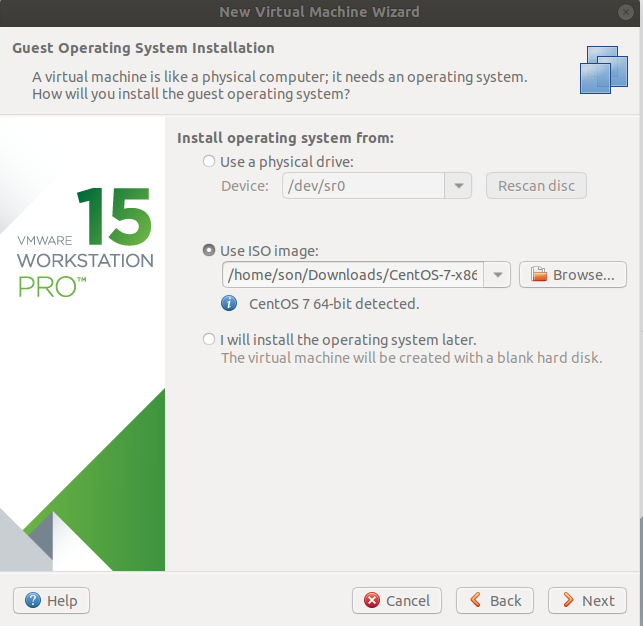 New Virtual Machine Wizard
Guest Operating System Installation
A virtual machine is like a physical computer; it needs an operating system.
How will you install the guest operating system?
Install operating system from:
Use a physical drive:
Device: /dev/sr0 Rescan disc
15
VMWARE
WORKSTATION
PRO™
Use ISO image:
/home/son/Downloads/CentOS-7-x86 Browse...
CentOS 7 64-bit detected.
I will install the operating system later.
The virtual machine will be created with a blank hard disk.
Help Cancel Back Next